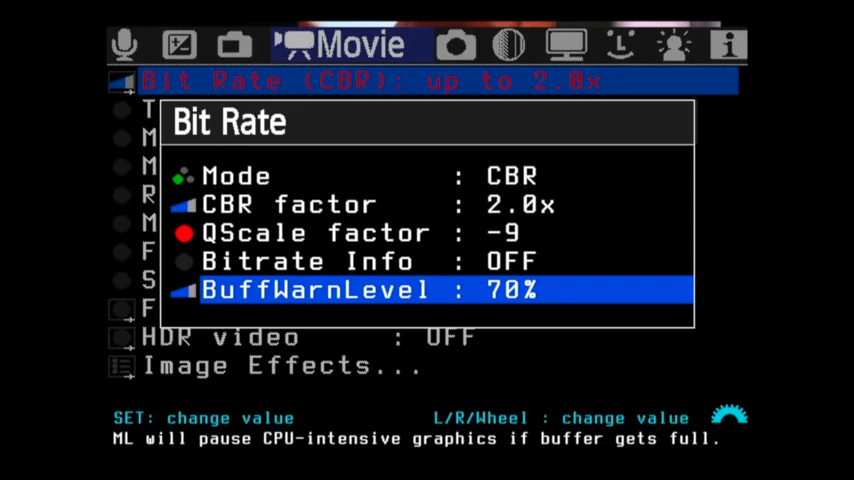 Movie
Bit Rate (CBR): up to 2.0x
T
M
M
R
M
F
S
F
Bit Rate
Mode : CBR
CBR factor : 2.0x
QScale factor : -9
Bitrate Info : OFF
BuffWarnLevel : 70%
HDR video : OFF
Image Effects...
SET: change value L/R/Wheel : change value
ML will pause CPU-intensive graphics if buffer gets full.